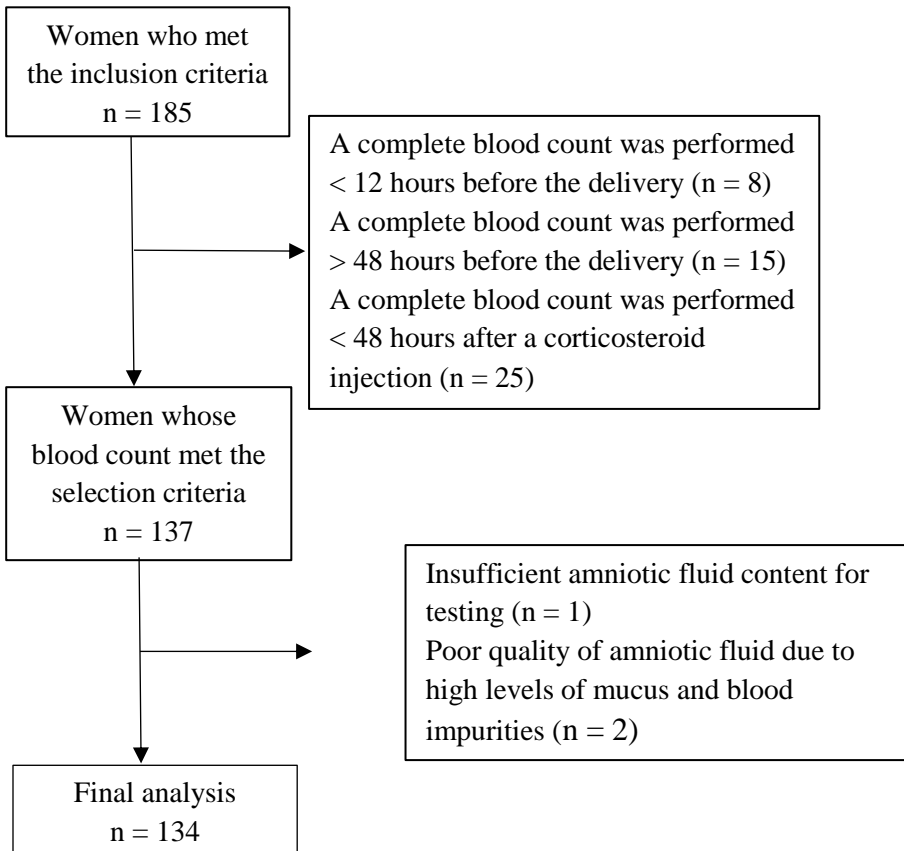 Women who met
the inclusion criteria
n = 185
A complete blood count was performed
< 12 hours before the delivery (n = 8)
A complete blood count was performed
> 48 hours before the delivery (n = 15)
A complete blood count was performed
< 48 hours after a corticosteroid
injection (n = 25)
Women whose
blood count met the
selection criteria
n = 137
Insufficient amniotic fluid content for
testing (n = 1)
Poor quality of amniotic fluid due to
high levels of mucus and blood
impurities (n = 2)
Final analysis
n = 134